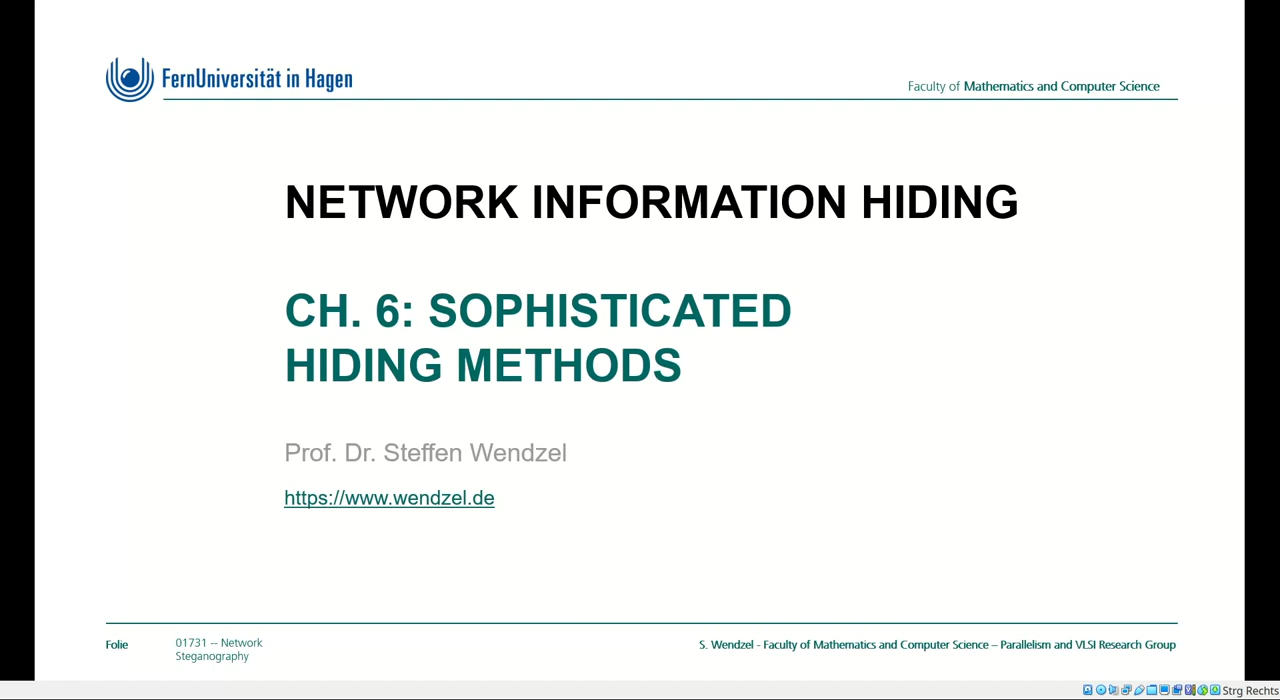 FernUniversität in Hagen
Faculty of Mathematics and Computer Science
NETWORK INFORMATION HIDING
CH. 6: SOPHISTICATED
HIDING METHODS
Prof. Dr. Steffen Wendzel
https://www.wendzel.de
Folie
01731 -- Network
Steganography
S. Wendzel - Faculty of Mathematics and Computer Science – Parallelism and VLSI Research Group
Strg Rechts